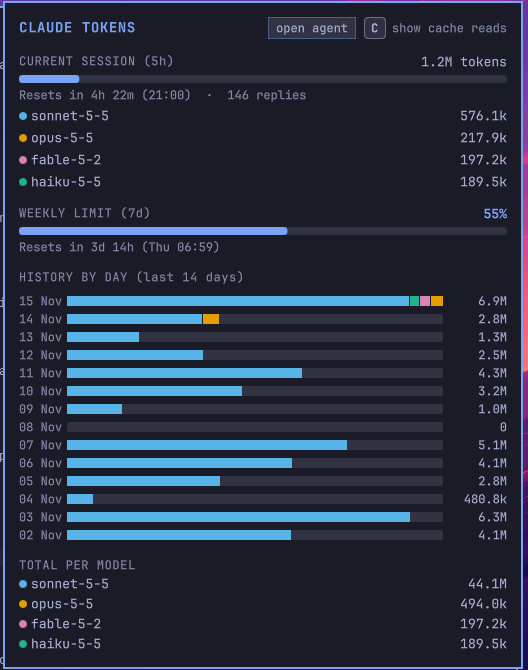 CLAUDE TOKENS open agent C show cache reads
CURRENT SESSION (5h) 1.2M tokens
Resets in 4h 22m (21:00) · 146 replies
sonnet-5-5 576.1k
opus-5-5 217.9k
fable-5-2 197.2k
haiku-5-5 189.5k
WEEKLY LIMIT (7d) 55%
Resets in 3d 14h (Thu 06:59)
HISTORY BY DAY (last 14 days)
15 Nov 6.9M
14 Nov 2.8M
13 Nov 1.3M
12 Nov 2.5M
11 Nov 4.3M
10 Nov 3.2M
09 Nov 1.0M
08 Nov 0
07 Nov 5.1M
06 Nov 4.1M
05 Nov 2.8M
04 Nov 480.8k
03 Nov 6.3M
02 Nov 4.1M
TOTAL PER MODEL
sonnet-5-5 44.1M
opus-5-5 494.0k
fable-5-2 197.2k
haiku-5-5 189.5k